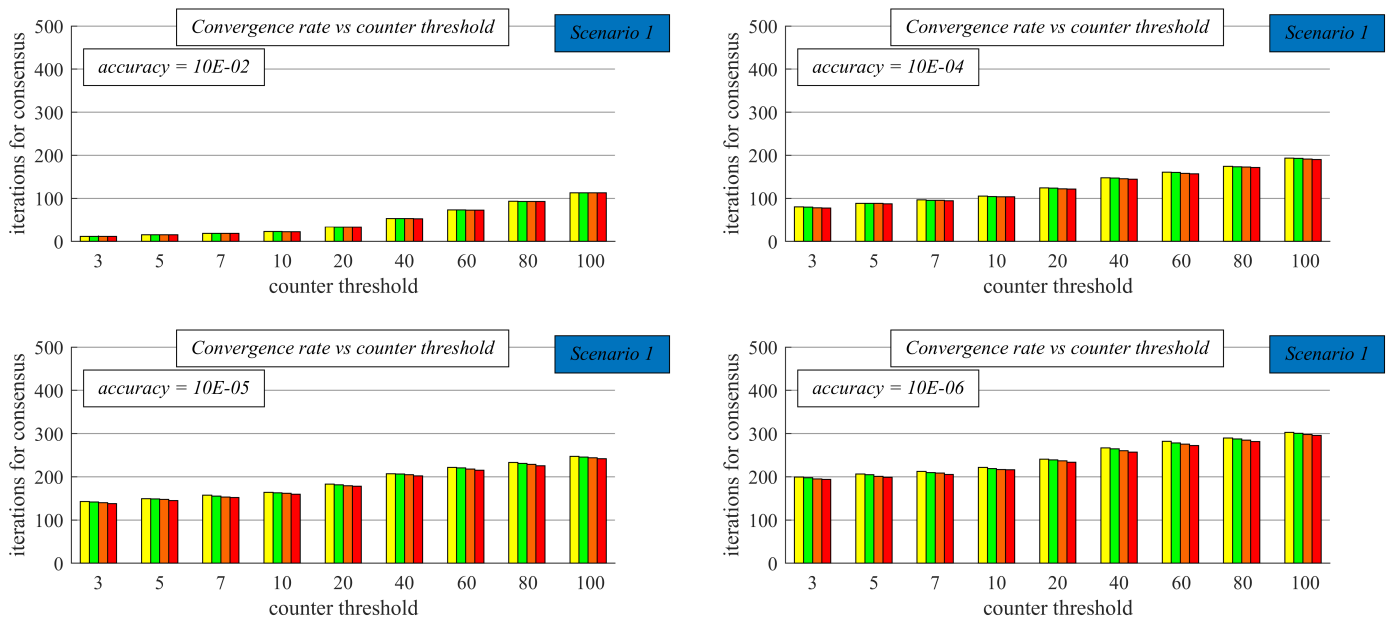 Convergence rate vs counter threshold
Scenario 1
accuracy = 10E-02
iterations for consensus
500
400
300
200
100
0
3 5 7 10 20 40 60 80 100
counter threshold
Convergence rate vs counter threshold
Scenario 1
accuracy = 10E-04
iterations for consensus
500
400
300
200
100
0
3 5 7 10 20 40 60 80 100
counter threshold
Convergence rate vs counter threshold
Scenario 1
accuracy = 10E-05
iterations for consensus
500
400
300
200
100
0
3 5 7 10 20 40 60 80 100
counter threshold
Convergence rate vs counter threshold
Scenario 1
accuracy = 10E-06
iterations for consensus
500
400
300
200
100
0
3 5 7 10 20 40 60 80 100
counter threshold